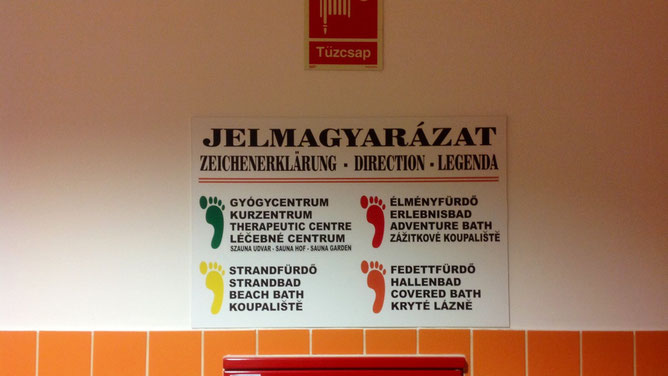 Tűzcsap
JELMAGYARÁZAT
ZEICHENERKLÄRUNG - DIRECTION - LEGENDA
GYÓGYCENTRUM
KURZENTRUM
THERAPEUTIC CENTRE
LÉČEBNÉ CENTRUM
SZAUNA UDVAR - SAUNA HOF - SAUNA GARDEN
ÉLMÉNYFÜRDŐ
ERLEBNISBAD
ADVENTURE BATH
ZÁŽITKOVÉ KOUPALIŠTĚ
STRANDFÜRDŐ
STRANDBAD
BEACH BATH
KOUPALIŠTĚ
FEDETTFÜRDŐ
HALLENBAD
COVERED BATH
KRYTÉ LÁZNĚ